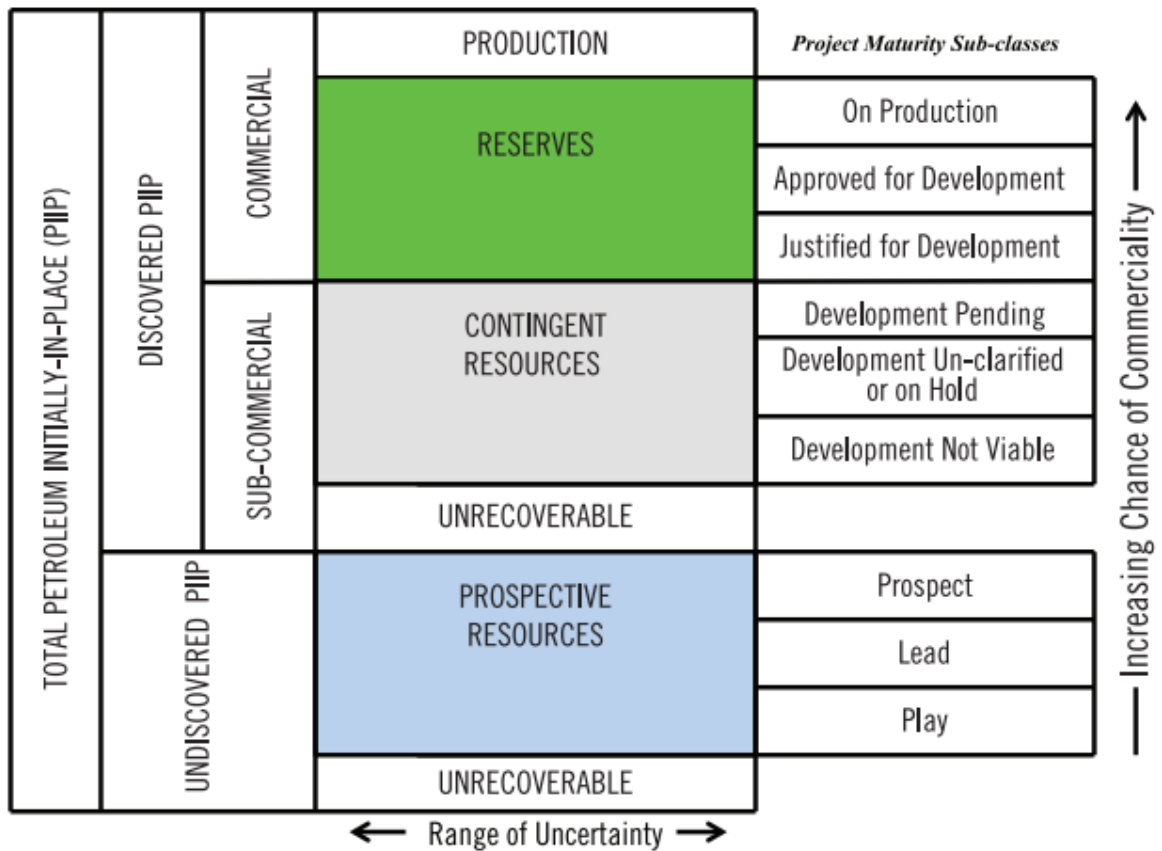 TOTAL PETROLEUM INITIALLY-IN-PLACE (PIIP)
DISCOVERED PIIP
COMMERCIAL
PRODUCTION
Project Maturity Sub-classes
RESERVES
On Production
Approved for Development
Justified for Development
SUB-COMMERCIAL
CONTINGENT
RESOURCES
Development Pending
Development Un-clarified
or on Hold
Development Not Viable
UNRECOVERABLE
UNDISCOVERED PIIP
PROSPECTIVE
RESOURCES
Prospect
Lead
Play
UNRECOVERABLE
Increasing Chance of Commerciality
Range of Uncertainty